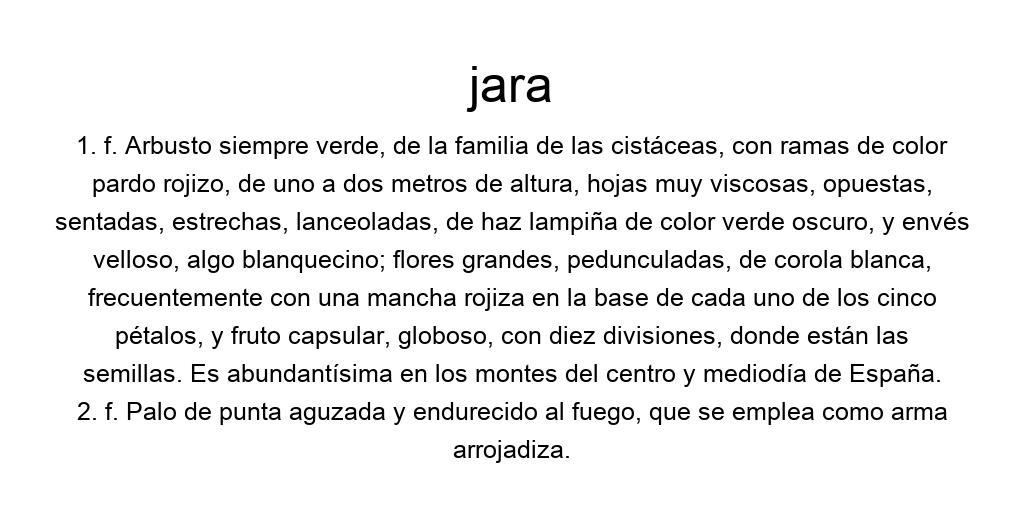 jara
1. f. Arbusto siempre verde, de la familia de las cistáceas, con ramas de color
pardo rojizo, de uno a dos metros de altura, hojas muy viscosas, opuestas,
sentadas, estrechas, lanceoladas, de haz lampiña de color verde oscuro, y envés
velloso, algo blanquecino; flores grandes, pedunculadas, de corola blanca,
frecuentemente con una mancha rojiza en la base de cada uno de los cinco
pétalos, y fruto capsular, globoso, con diez divisiones, donde están las
semillas. Es abundantísima en los montes del centro y mediodía de España.
2. f. Palo de punta aguzada y endurecido al fuego, que se emplea como arma
arrojadiza.